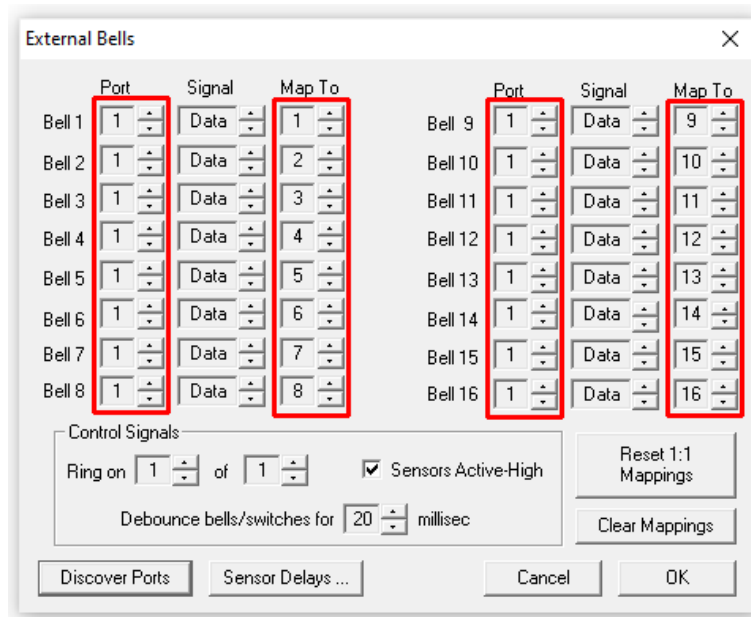 External Bells
Port Signal Map To Port Signal Map To
Bell 1 1 Data 1 Bell 9 1 Data 9
Bell 2 1 Data 2 Bell 10 1 Data 10
Bell 3 1 Data 3 Bell 11 1 Data 11
Bell 4 1 Data 4 Bell 12 1 Data 12
Bell 5 1 Data 5 Bell 13 1 Data 13
Bell 6 1 Data 6 Bell 14 1 Data 14
Bell 7 1 Data 7 Bell 15 1 Data 15
Bell 8 1 Data 8 Bell 16 1 Data 16
Control Signals
Ring on 1 of 1 Sensors Active-High
Debounce bells/switches for 20 millisec
Reset 1:1
Mappings
Clear Mappings
Discover Ports Sensor Delays ... Cancel OK